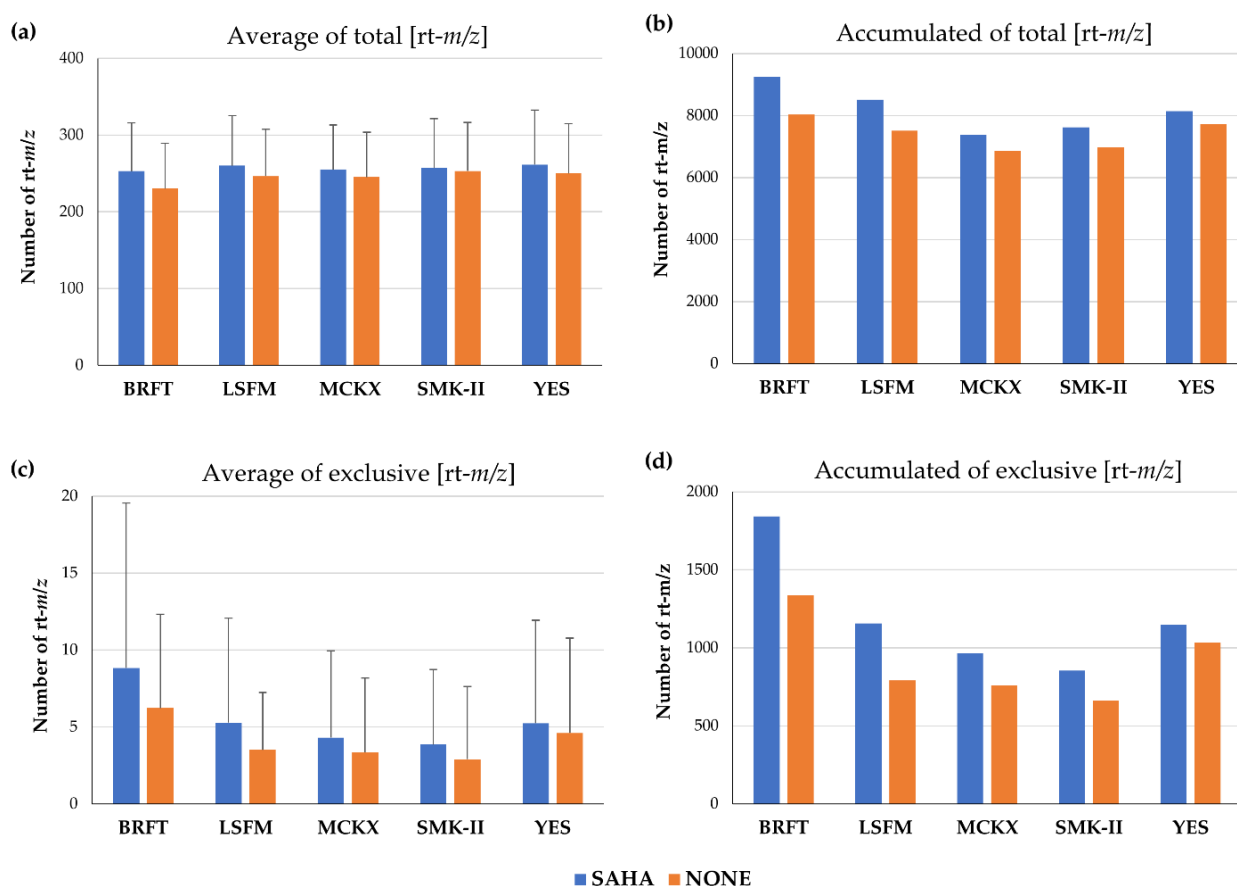 (a)
Average of total [rt-m/z]
Number of rt-m/z
400
300
200
100
0
BRFT LSFM MCKX SMK-II YES
(b)
Accumulated of total [rt-m/z]
Number of rt-m/z
10000
8000
6000
4000
2000
0
BRFT LSFM MCKX SMK-II YES
(c)
Average of exclusive [rt-m/z]
Number of rt-m/z
20
15
10
5
0
BRFT LSFM MCKX SMK-II YES
(d)
Accumulated of exclusive [rt-m/z]
Number of rt-m/z
2000
1500
1000
500
0
BRFT LSFM MCKX SMK-II YES
SAHA NONE